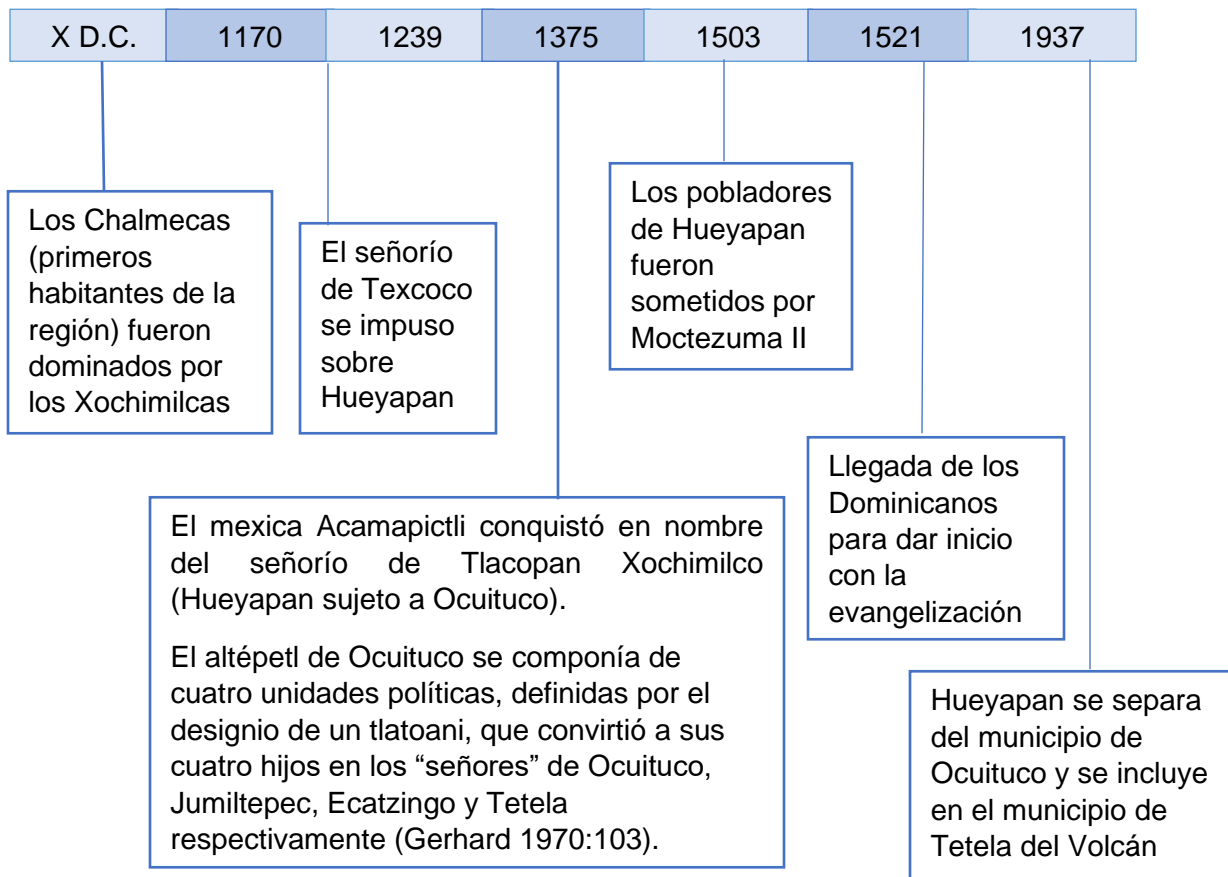 X D.C. 1170 1239 1375 1503 1521 1937
Los Chalmecas
(primeros
habitantes de la
región) fueron
dominados por
los Xochimilcas
El señorío
de Texcoco
se impuso
sobre
Hueyapan
El mexica Acamapictli conquistó en nombre
del señorío de Tlacopan Xochimilco
(Hueyapan sujeto a Ocuituco).
El altépetl de Ocuituco se componía de
cuatro unidades políticas, definidas por el
designio de un tlatoani, que convirtió a sus
cuatro hijos en los “señores” de Ocuituco,
Jumiltepec, Ecatzingo y Tetela
respectivamente (Gerhard 1970:103).
Los pobladores
de Hueyapan
fueron
sometidos por
Moctezuma II
Llegada de los
Dominicanos
para dar inicio
con la
evangelización
Hueyapan se separa
del municipio de
Ocuituco y se incluye
en el municipio de
Tetela del Volcán